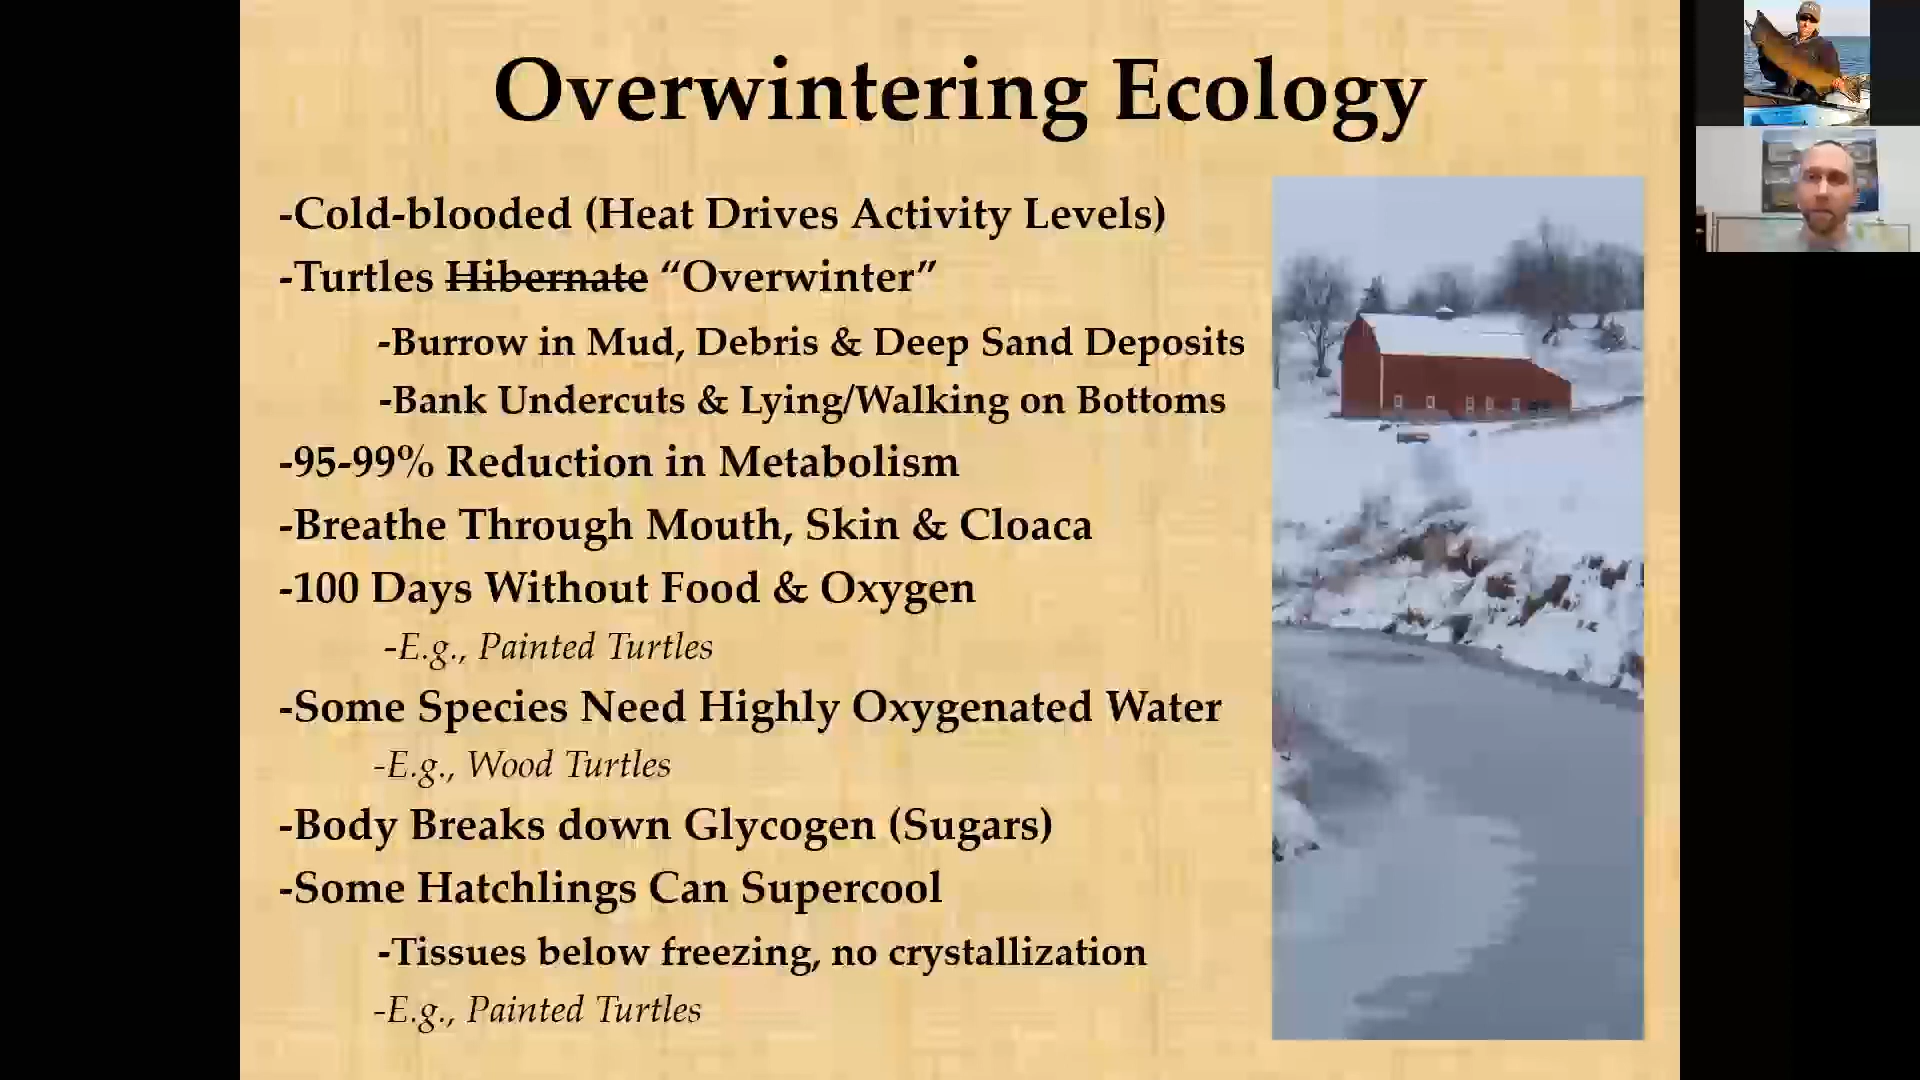 Overwintering Ecology
-Cold-blooded (Heat Drives Activity Levels)
-Turtles Hibernate “Overwinter”
-Burrow in Mud, Debris & Deep Sand Deposits
-Bank Undercuts & Lying/Walking on Bottoms
-95-99% Reduction in Metabolism
-Breathe Through Mouth, Skin & Cloaca
-100 Days Without Food & Oxygen
-E.g., Painted Turtles
-Some Species Need Highly Oxygenated Water
-E.g., Wood Turtles
-Body Breaks down Glycogen (Sugars)
-Some Hatchlings Can Supercool
-Tissues below freezing, no crystallization
-E.g., Painted Turtles